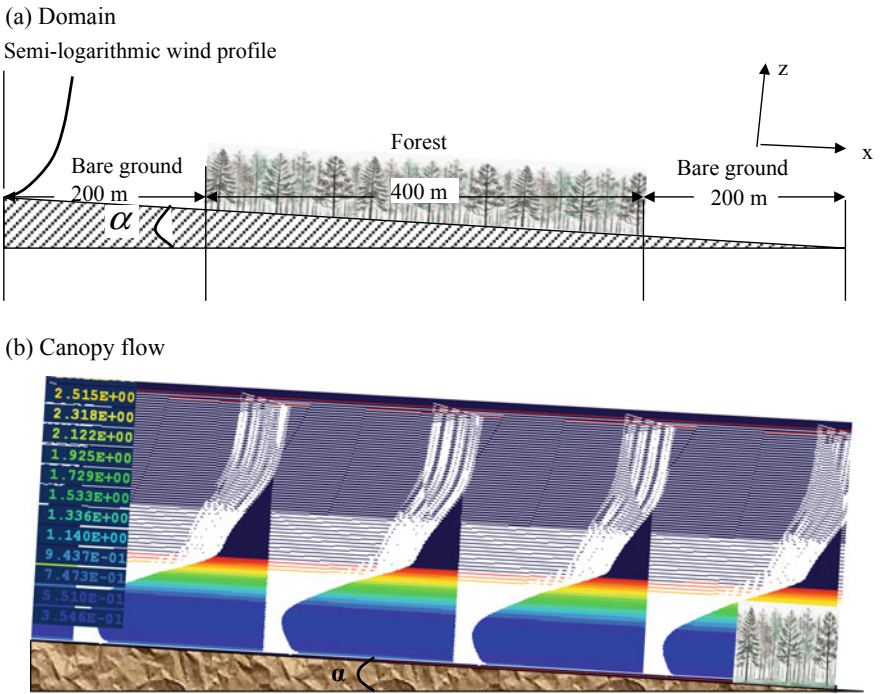 (a) Domain
Semi-logarithmic wind profile
z
Forest
x
Bare ground
200 m
400 m
Bare ground
200 m
α
(b) Canopy flow
2.515E+00
2.318E+00
2.122E+00
1.925E+00
1.729E+00
1.533E+00
1.336E+00
1.140E+00
9.437E-01
7.473E-01
5.510E-01
3.546E-01
α